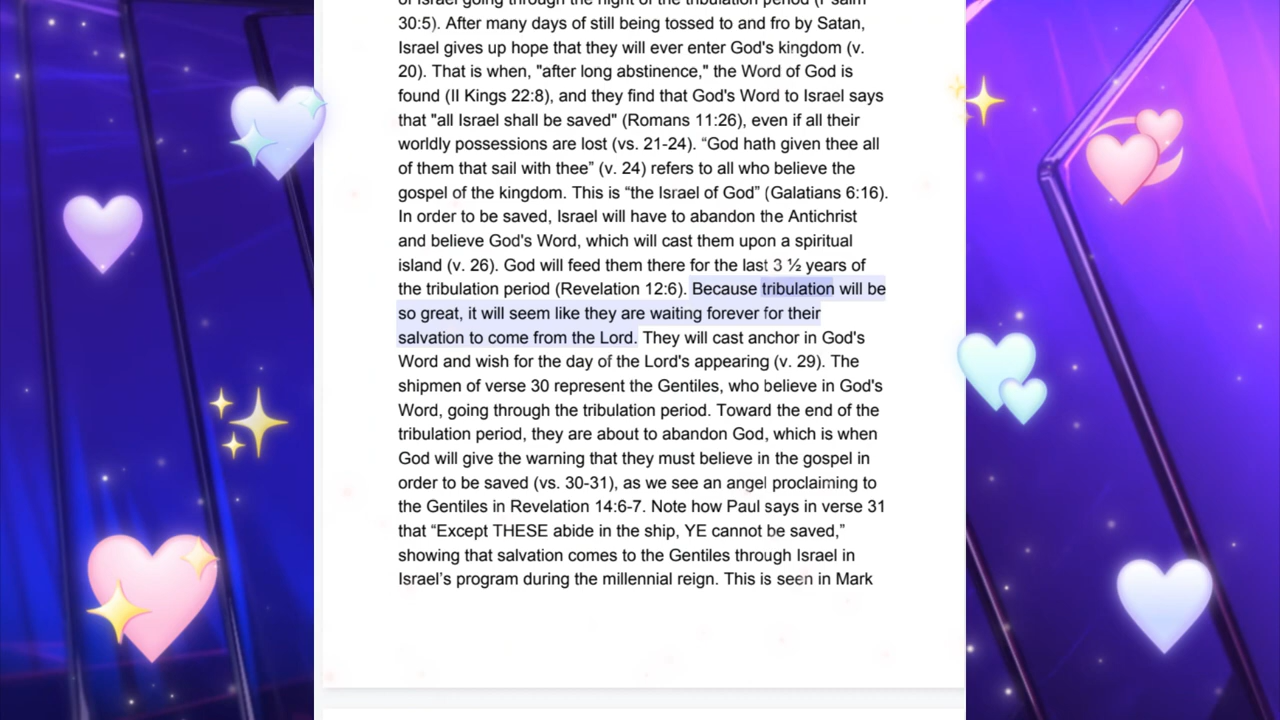 of Israel going through the night of the tribulation period (Psalm
30:5). After many days of still being tossed to and fro by Satan,
Israel gives up hope that they will ever enter God's kingdom (v.
20). That is when, "after long abstinence," the Word of God is
found (II Kings 22:8), and they find that God's Word to Israel says
that "all Israel shall be saved" (Romans 11:26), even if all their
worldly possessions are lost (vs. 21-24). “God hath given thee all
of them that sail with thee” (v. 24) refers to all who believe the
gospel of the kingdom. This is “the Israel of God” (Galatians 6:16).
In order to be saved, Israel will have to abandon the Antichrist
and believe God's Word, which will cast them upon a spiritual
island (v. 26). God will feed them there for the last 3 ½ years of
the tribulation period (Revelation 12:6). Because tribulation will be
so great, it will seem like they are waiting forever for their
salvation to come from the Lord. They will cast anchor in God's
Word and wish for the day of the Lord's appearing (v. 29). The
shipmen of verse 30 represent the Gentiles, who believe in God's
Word, going through the tribulation period. Toward the end of the
tribulation period, they are about to abandon God, which is when
God will give the warning that they must believe in the gospel in
order to be saved (vs. 30-31), as we see an angel proclaiming to
the Gentiles in Revelation 14:6-7. Note how Paul says in verse 31
that “Except THESE abide in the ship, YE cannot be saved,”
showing that salvation comes to the Gentiles through Israel in
Israel’s program during the millennial reign. This is seen in Mark